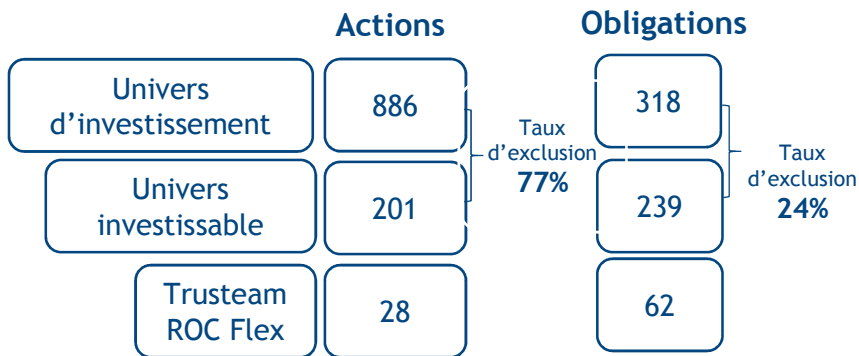 Actions
Obligations
Univers
d’investissement
886
318
Taux
d’exclusion
77%
Taux
d’exclusion
24%
Univers
investissable
201
239
Trusteam
ROC Flex
28
62